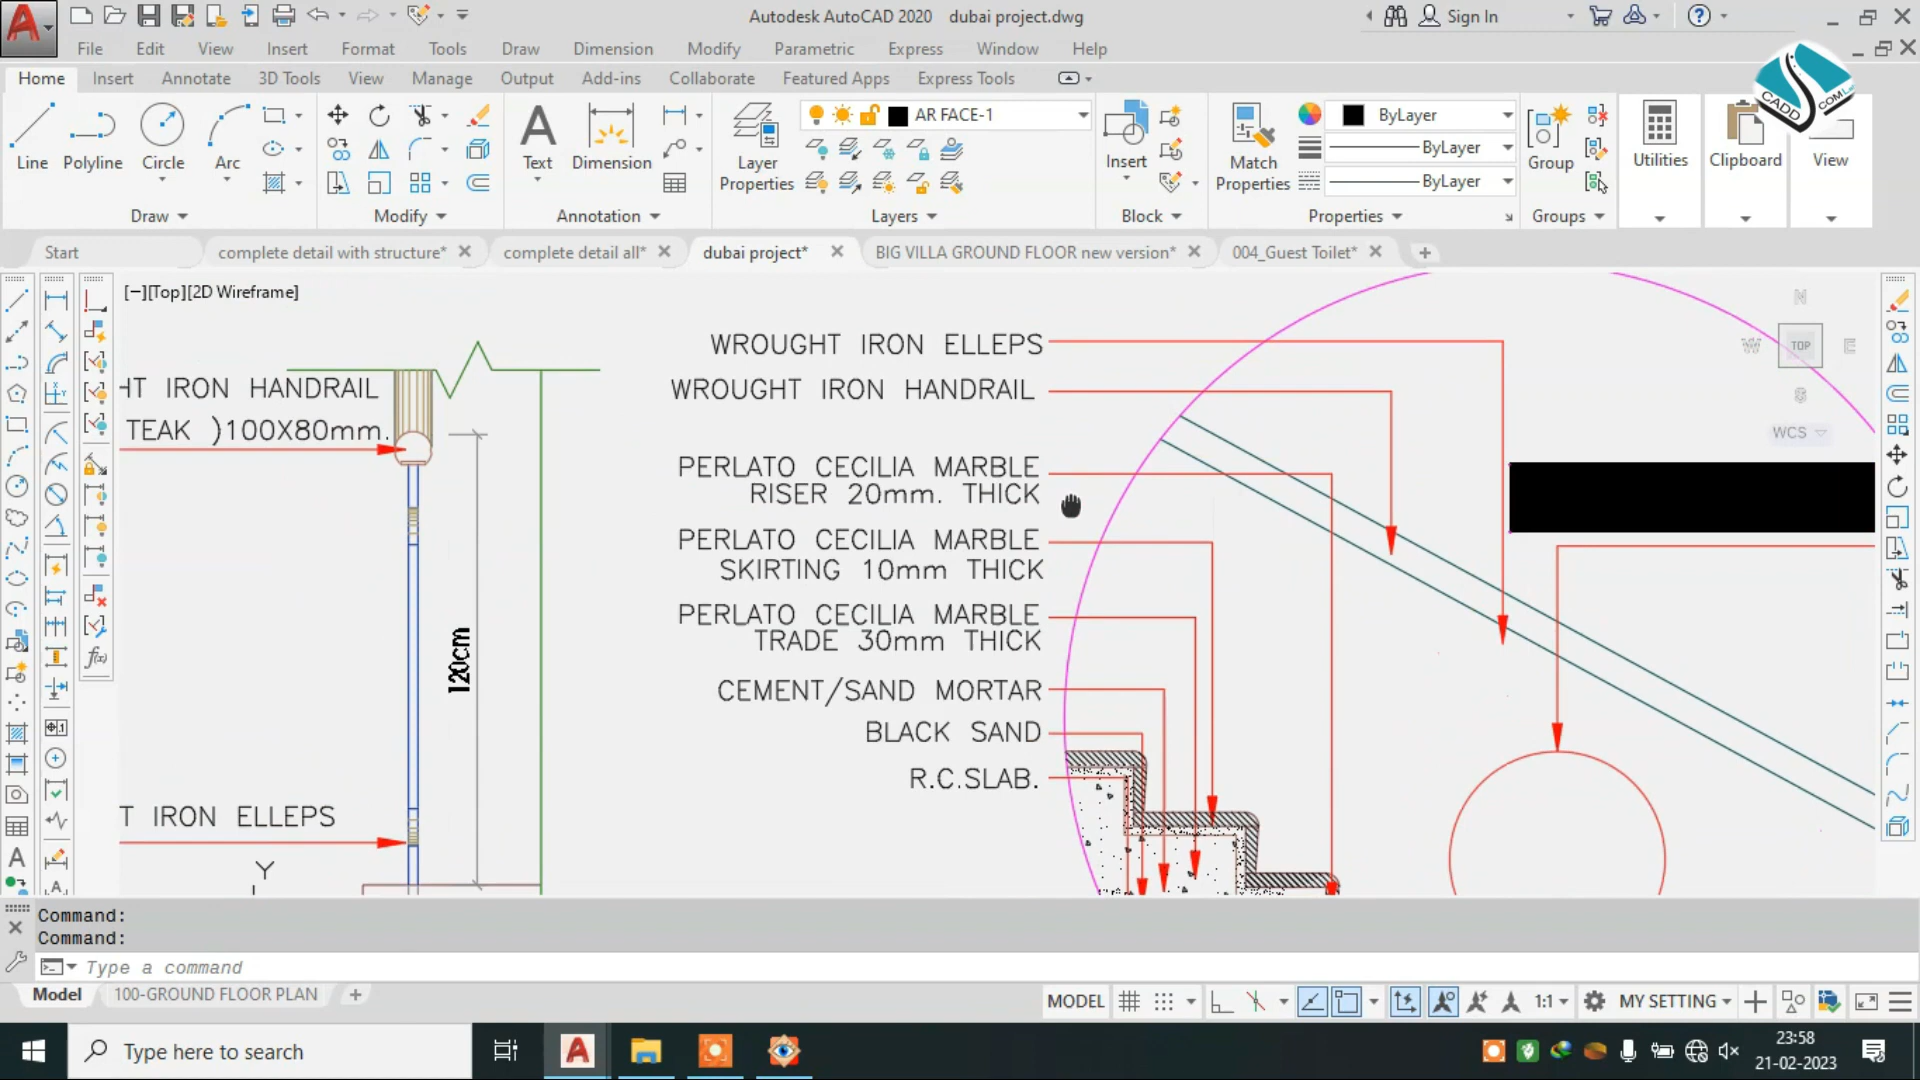 Autodesk AutoCAD 2020 dubai project.dwg
Sign In
File Edit View Insert Format Tools Draw Dimension Modify Parametric Express Window Help
Home Insert Annotate 3D Tools View Manage Output Add-ins Collaborate Featured Apps Express Tools
CADD
COM
AR FACE-1
ByLayer
ByLayer
ByLayer
Line Polyline Circle Arc
Text Dimension
Layer Properties
Insert
Match Properties
Group
Utilities Clipboard View
Draw Modify Annotation Layers Block Properties Groups
Start complete detail with structure* complete detail all* dubai project* BIG VILLA GROUND FLOOR new version* 004_Guest Toilet*
[−][Top][2D Wireframe]
N
W TOP E
S
WCS
HT IRON HANDRAIL
TEAK )100X80mm.
120cm
T IRON ELLEPS
Y
WROUGHT IRON ELLEPS
WROUGHT IRON HANDRAIL
PERLATO CECILIA MARBLE
RISER 20mm. THICK
PERLATO CECILIA MARBLE
SKIRTING 10mm THICK
PERLATO CECILIA MARBLE
TRADE 30mm THICK
CEMENT/SAND MORTAR
BLACK SAND
R.C.SLAB.
Command:
Command:
Type a command
Model 100-GROUND FLOOR PLAN
MODEL 1:1 MY SETTING
Type here to search
23:58
21-02-2023